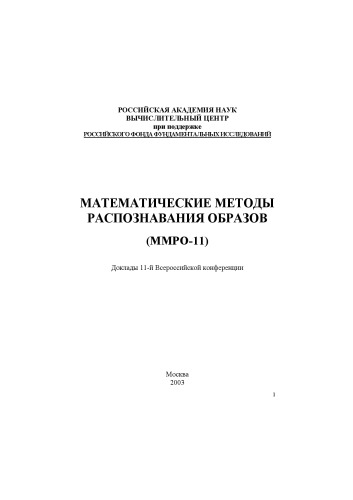 РОССИЙСКАЯ АКАДЕМИЯ НАУК
ВЫЧИСЛИТЕЛЬНЫЙ ЦЕНТР
при поддержке
РОССИЙСКОГО ФОНДА ФУНДАМЕНТАЛЬНЫХ ИССЛЕДОВАНИЙ
МАТЕМАТИЧЕСКИЕ МЕТОДЫ
РАСПОЗНАВАНИЯ ОБРАЗОВ
(ММРО-11)
Доклады 11-й Всероссийской конференции
Москва
2003
1